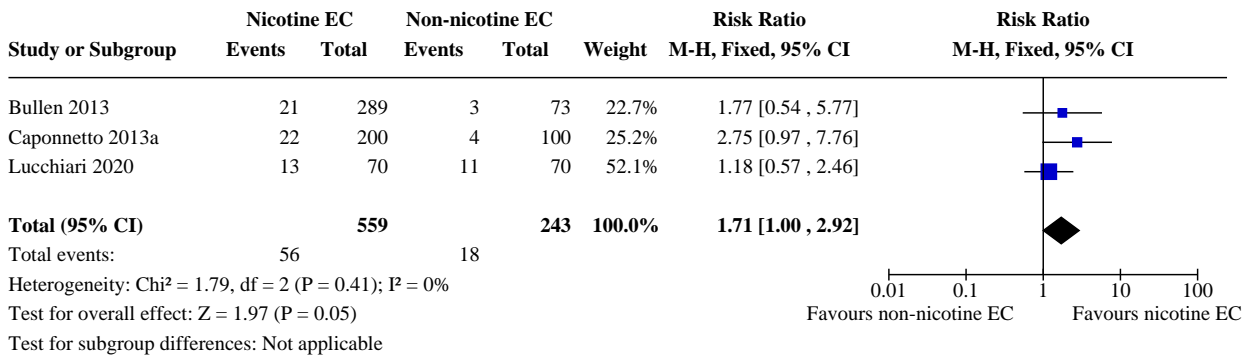 Nicotine EC Non-nicotine EC Risk Ratio Risk Ratio
Study or Subgroup Events Total Events Total Weight M-H, Fixed, 95% CI M-H, Fixed, 95% CI
Bullen 2013 21 289 3 73 22.7% 1.77 [0.54 , 5.77]
Caponnetto 2013a 22 200 4 100 25.2% 2.75 [0.97 , 7.76]
Lucchiari 2020 13 70 11 70 52.1% 1.18 [0.57 , 2.46]
Total (95% CI) 559 243 100.0% 1.71 [1.00 , 2.92]
Total events: 56 18
Heterogeneity: Chi² = 1.79, df = 2 (P = 0.41); I² = 0%
0.01 0.1 1 10 100
Test for overall effect: Z = 1.97 (P = 0.05)
Favours non-nicotine EC Favours nicotine EC
Test for subgroup differences: Not applicable